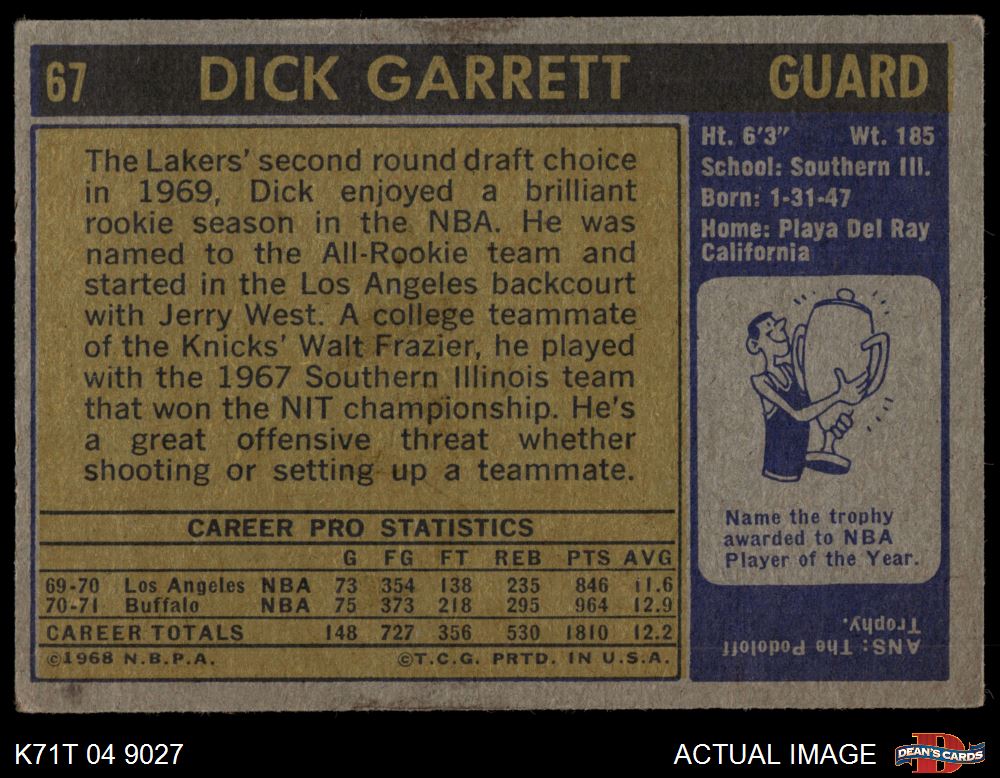 67 DICK GARRETT GUARD
The Lakers' second round draft choice
in 1969, Dick enjoyed a brilliant
rookie season in the NBA. He was
named to the All-Rookie team and
started in the Los Angeles backcourt
with Jerry West. A college teammate
of the Knicks' Walt Frazier, he played
with the 1967 Southern Illinois team
that won the NIT championship. He's
a great offensive threat whether
shooting or setting up a teammate.
CAREER PRO STATISTICS
G FG FT REB PTS AVG
69-70 Los Angeles NBA 73 354 138 235 846 11.6
70-71 Buffalo NBA 75 373 218 295 964 12.9
CAREER TOTALS 148 727 356 530 1810 12.2
©1968 N.B.P.A. ©T.C.G. PRTD. IN U.S.A.
Ht. 6'3" Wt. 185
School: Southern Ill.
Born: 1-31-47
Home: Playa Del Ray
California
Name the trophy
awarded to NBA
Player of the Year.
ANS: The Podoloff
Trophy.
K71T 04 9027
ACTUAL IMAGE
DEAN'S CARDS